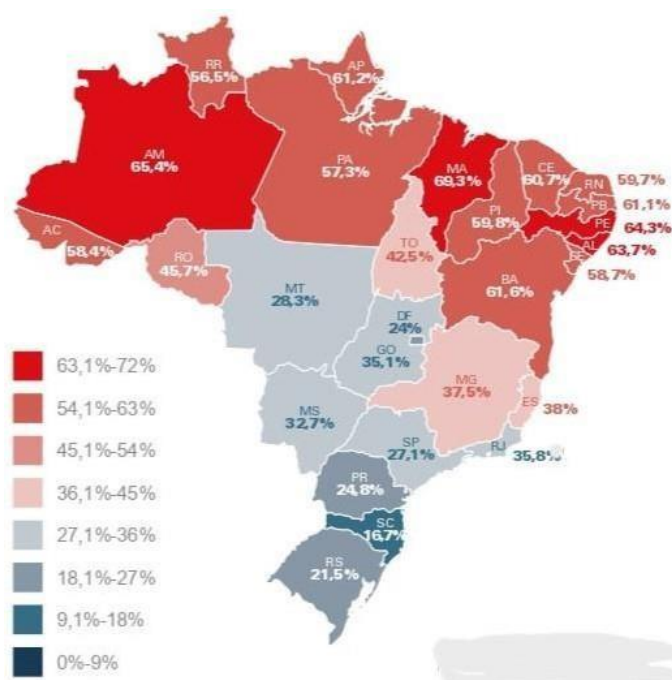 RR
56,5%
AP
61,2%
AM
65,4%
PA
57,3%
MA
69,3%
CE
60,7%
RN
59,7%
PB
61,1%
PI
59,8%
PE
64,3%
AL
63,7%
SE
58,7%
AC
58,4%
RO
45,7%
TO
42,5%
BA
61,6%
MT
28,3%
DF
24%
GO
35,1%
MG
37,5%
ES
38%
MS
32,7%
SP
27,1%
RJ
35,8%
PR
24,8%
SC
16,7%
RS
21,5%
63,1%-72%
54,1%-63%
45,1%-54%
36,1%-45%
27,1%-36%
18,1%-27%
9,1%-18%
0%-9%